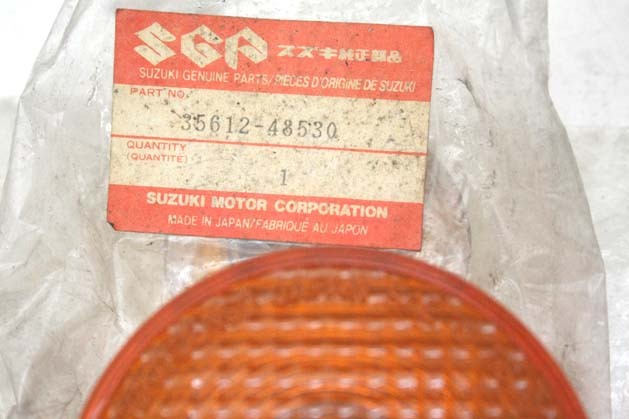 SGP スズキ純正部品
SUZUKI GENUINE PARTS/PIECES D'ORIGINE DE SUZUKI
PART NO.
35612-48530
QUANTITY
(QUANTITE)
1
SUZUKI MOTOR CORPORATION
MADE IN JAPAN/FABRIQUE AU JAPON